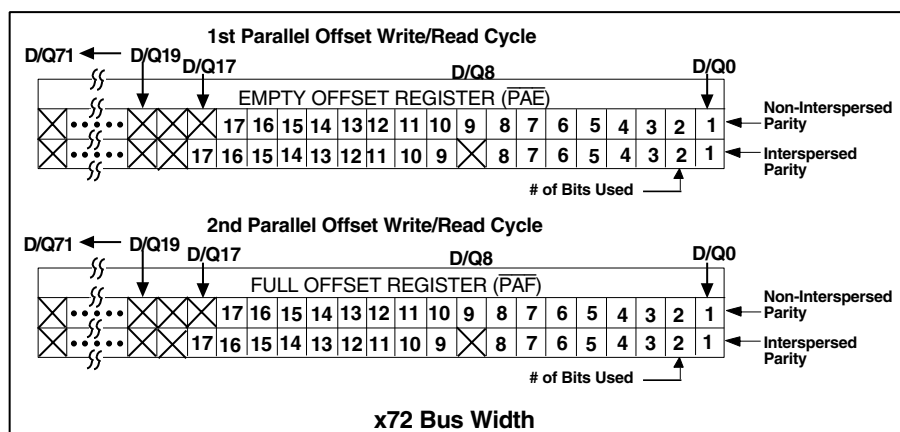 1st Parallel Offset Write/Read Cycle
D/Q71 D/Q19
D/Q17 D/Q8 D/Q0
EMPTY OFFSET REGISTER (PAE)
17 16 15 14 13 12 11 10 9 8 7 6 5 4 3 2 1 Non-Interspersed Parity
17 16 15 14 13 12 11 10 9 8 7 6 5 4 3 2 1 Interspersed Parity
# of Bits Used
2nd Parallel Offset Write/Read Cycle
D/Q71 D/Q19
D/Q17 D/Q8 D/Q0
FULL OFFSET REGISTER (PAF)
17 16 15 14 13 12 11 10 9 8 7 6 5 4 3 2 1 Non-Interspersed Parity
17 16 15 14 13 12 11 10 9 8 7 6 5 4 3 2 1 Interspersed Parity
# of Bits Used
x72 Bus Width